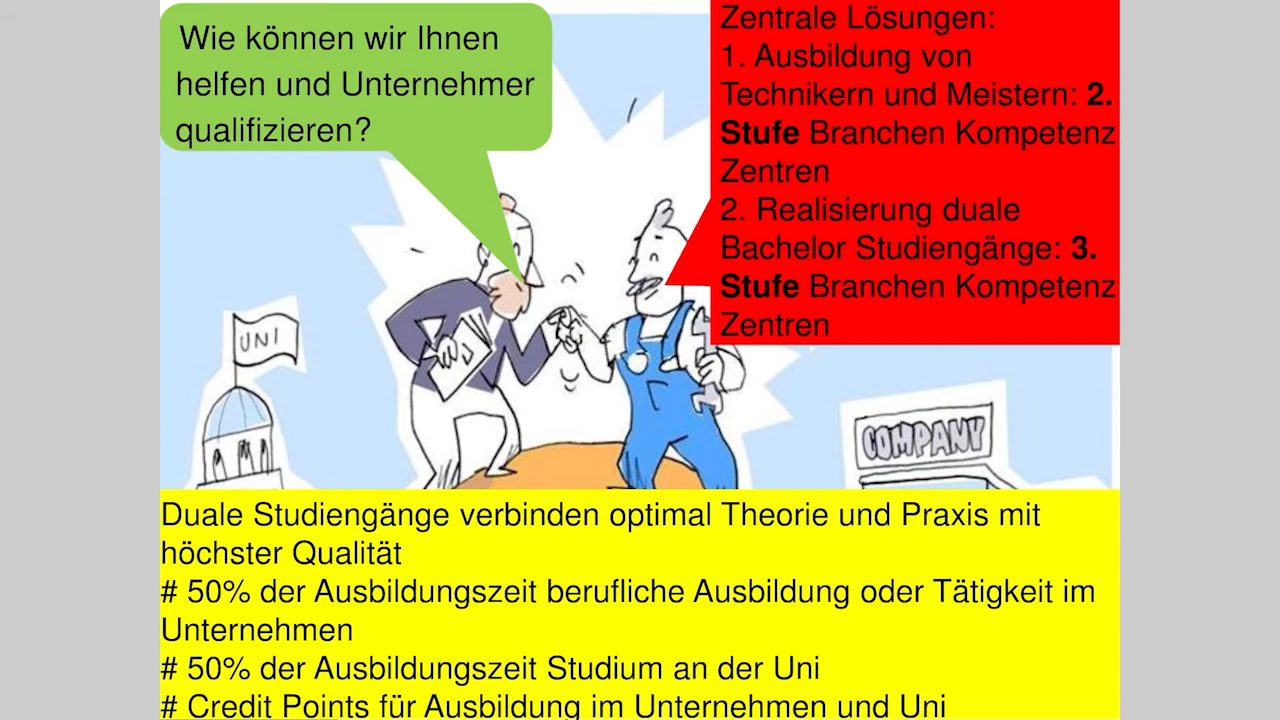 Wie können wir Ihnen
helfen und Unternehmer
qualifizieren?
Zentrale Lösungen:
1. Ausbildung von
Technikern und Meistern: 2.
Stufe Branchen Kompetenz
Zentren
2. Realisierung duale
Bachelor Studiengänge: 3.
Stufe Branchen Kompetenz
Zentren
UNI
COMPANY
Duale Studiengänge verbinden optimal Theorie und Praxis mit
höchster Qualität
# 50% der Ausbildungszeit berufliche Ausbildung oder Tätigkeit im
Unternehmen
# 50% der Ausbildungszeit Studium an der Uni
# Credit Points für Ausbildung im Unternehmen und Uni